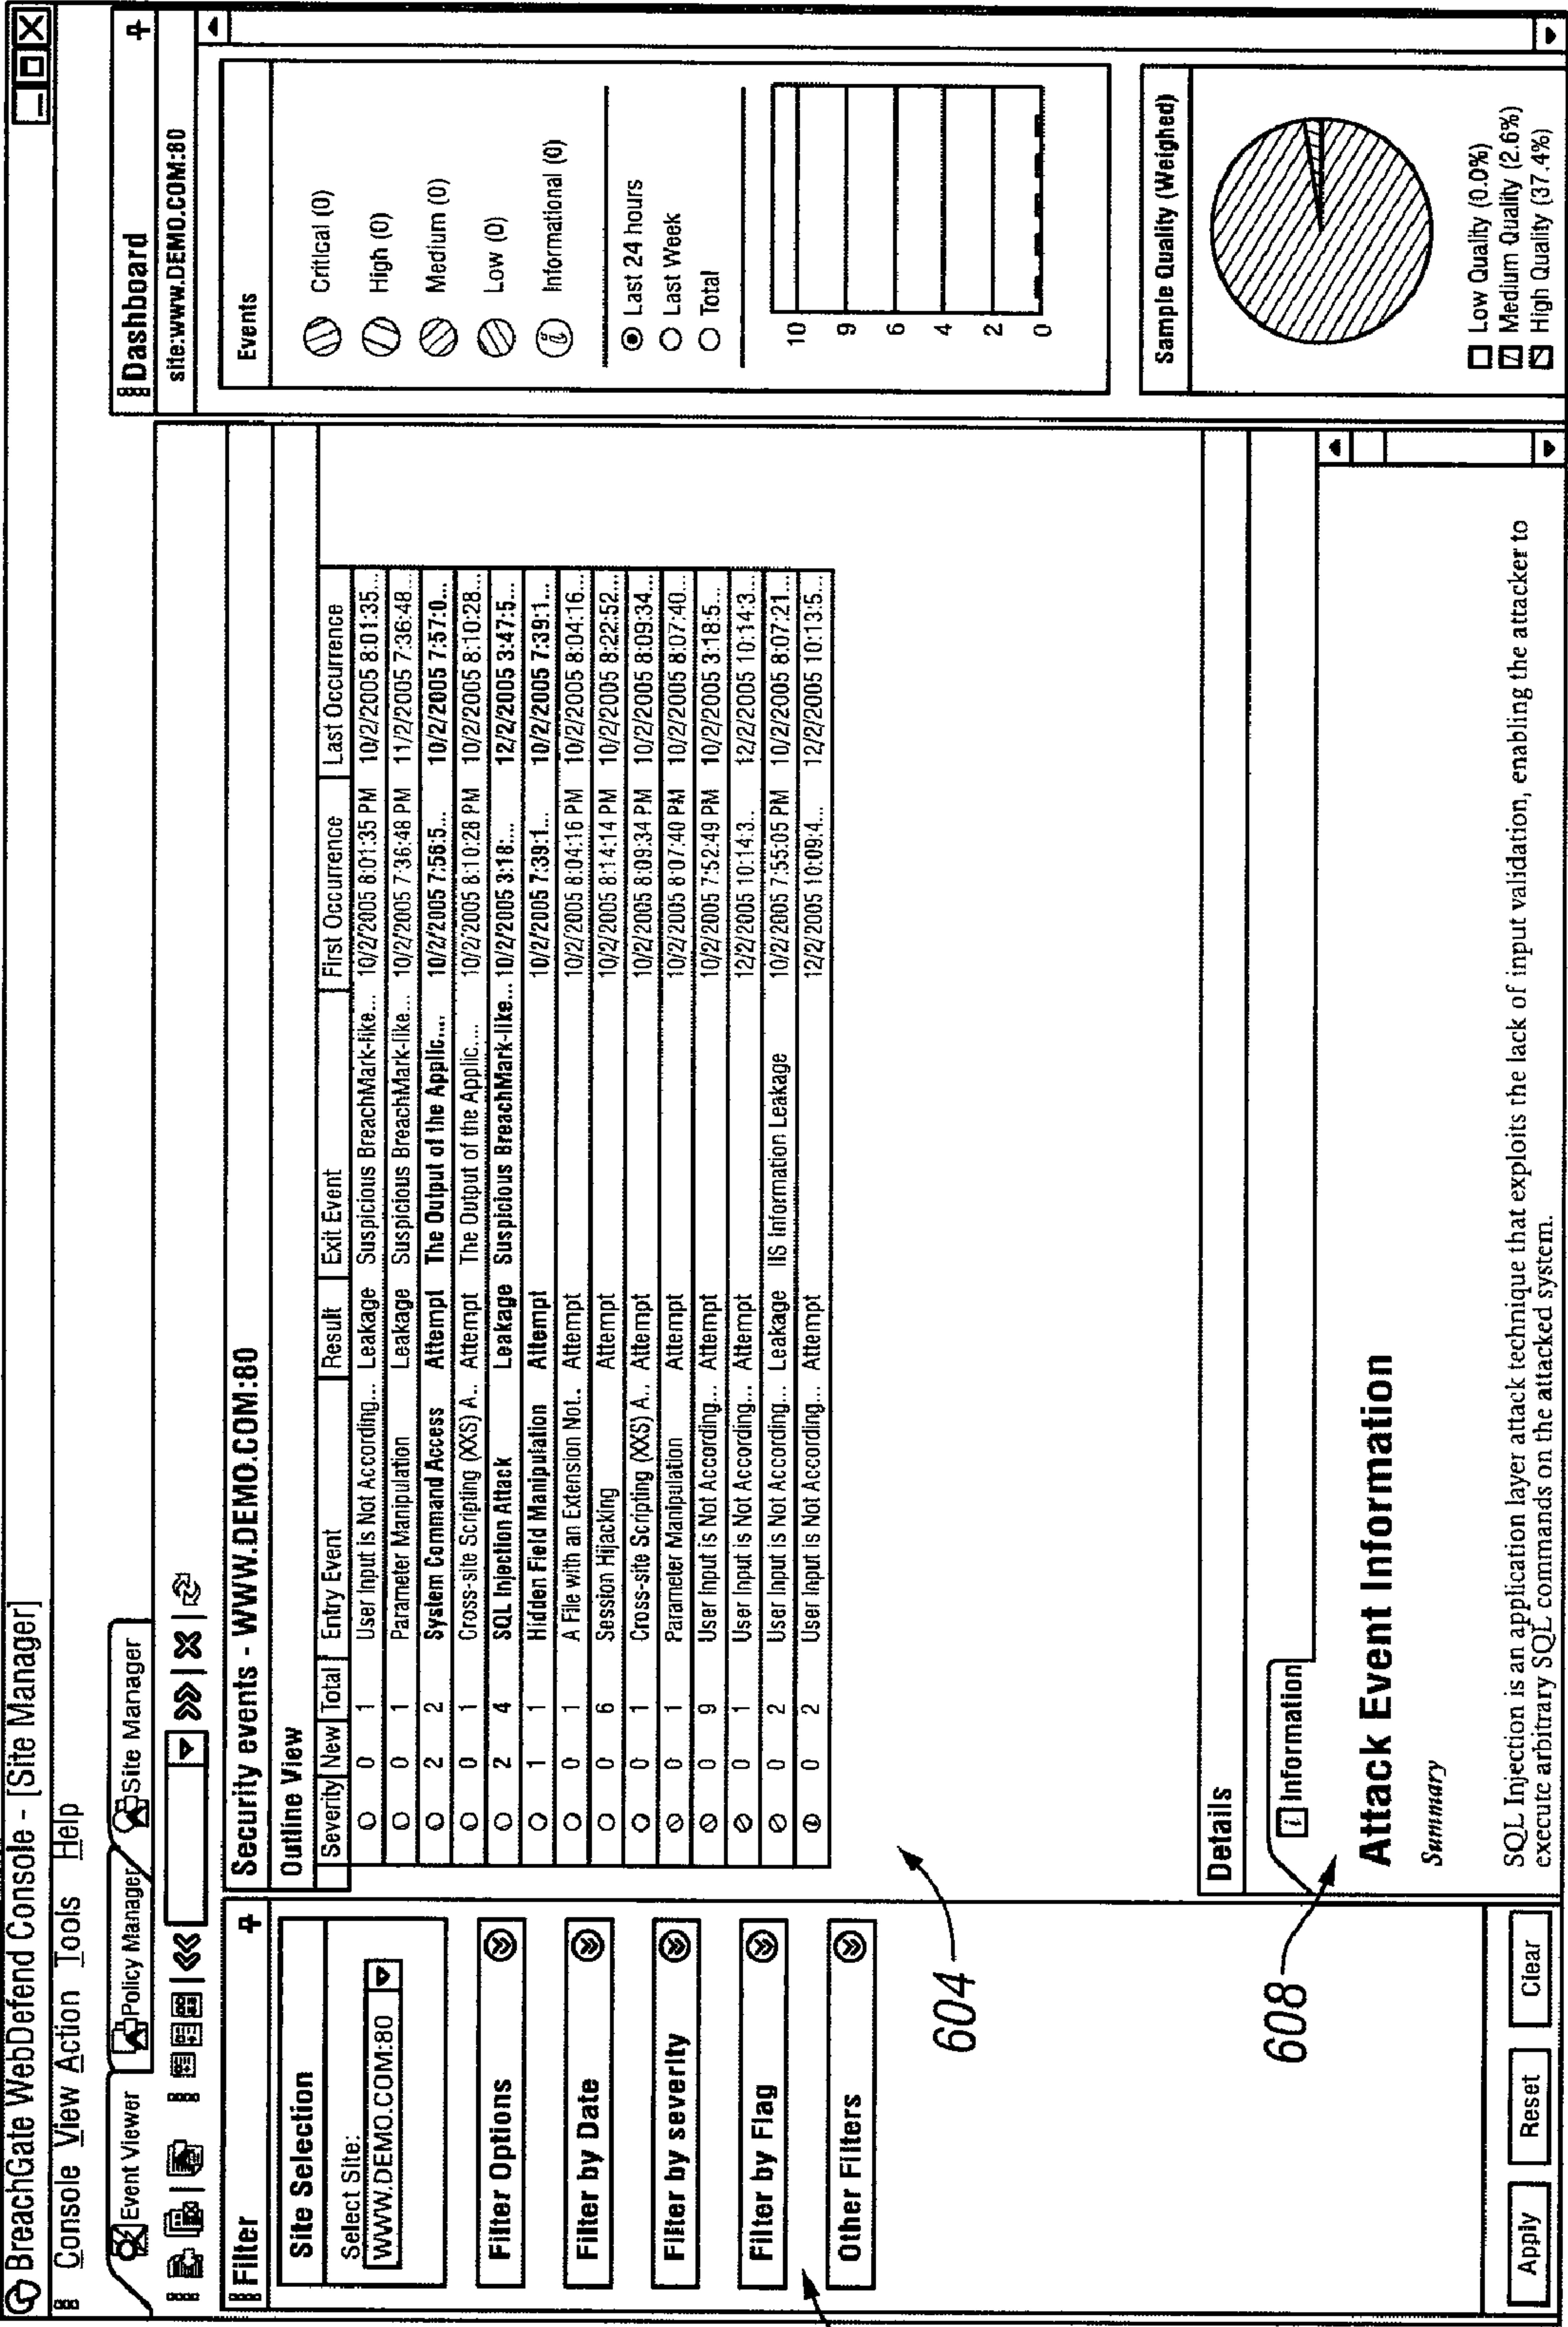 BreachGate WebDefend Console - [Site Manager]
Console View Action Tools Help
Event Viewer Policy Manager Site Manager
Filter
Site Selection
Select Site:
WWW.DEMO.COM:80
Filter Options
Filter by Date
Filter by severity
Filter by Flag
Other Filters
Apply Reset Clear
Security events - WWW.DEMO.COM:80
Outline View
Severity New Total Entry Event Result Exit Event First Occurrence Last Occurrence
0 1 User Input is Not According... Leakage Suspicious BreachMark-like... 10/2/2005 8:01:35 PM 10/2/2005 8:01:35...
0 1 Parameter Manipulation Leakage Suspicious BreachMark-like... 10/2/2005 7:36:48 PM 11/2/2005 7:36:48...
2 2 System Command Access Attempt The Output of the Applic.... 10/2/2005 7:56:5... 10/2/2005 7:57:0...
0 1 Cross-site Scripting (XXS) A.. Attempt The Output of the Applic.... 10/2/2005 8:10:28 PM 10/2/2005 8:10:28...
2 4 SQL Injection Attack Leakage Suspicious BreachMark-like... 10/2/2005 3:18:... 12/2/2005 3:47:5...
1 1 Hidden Field Manipulation Attempt 10/2/2005 7:39:1... 10/2/2005 7:39:1...
0 1 A File with an Extension Not.. Attempt 10/2/2005 8:04:16 PM 10/2/2005 8:04:16...
0 6 Session Hijacking Attempt 10/2/2005 8:14:14 PM 10/2/2005 8:22:52...
0 1 Cross-site Scripting (XXS) A.. Attempt 10/2/2005 8:09:34 PM 10/2/2005 8:09:34...
0 1 Parameter Manipulation Attempt 10/2/2005 8:07:40 PM 10/2/2005 8:07:40...
0 9 User Input is Not According... Attempt 10/2/2005 7:52:49 PM 10/2/2005 3:18:5...
0 1 User Input is Not According... Attempt 12/2/2005 10:14:3.. 12/2/2005 10:14:3...
0 2 User Input is Not According... Leakage IIS Information Leakage 10/2/2005 7:55:05 PM 10/2/2005 8:07:21...
0 2 User Input is Not According... Attempt 12/2/2005 10:09:4... 12/2/2005 10:13:5...
604
Details
i Information
608
Attack Event Information
Summary
SQL Injection is an application layer attack technique that exploits the lack of input validation, enabling the attacker to
execute arbitrary SQL commands on the attacked system.
Dashboard
site:www.DEMO.COM:80
Events
Critical (0)
High (0)
Medium (0)
Low (0)
i Informational (0)
Last 24 hours
Last Week
Total
10
9
6
4
2
0
Sample Quality (Weighed)
Low Quality (0.0%)
Medium Quality (2.6%)
High Quality (37.4%)